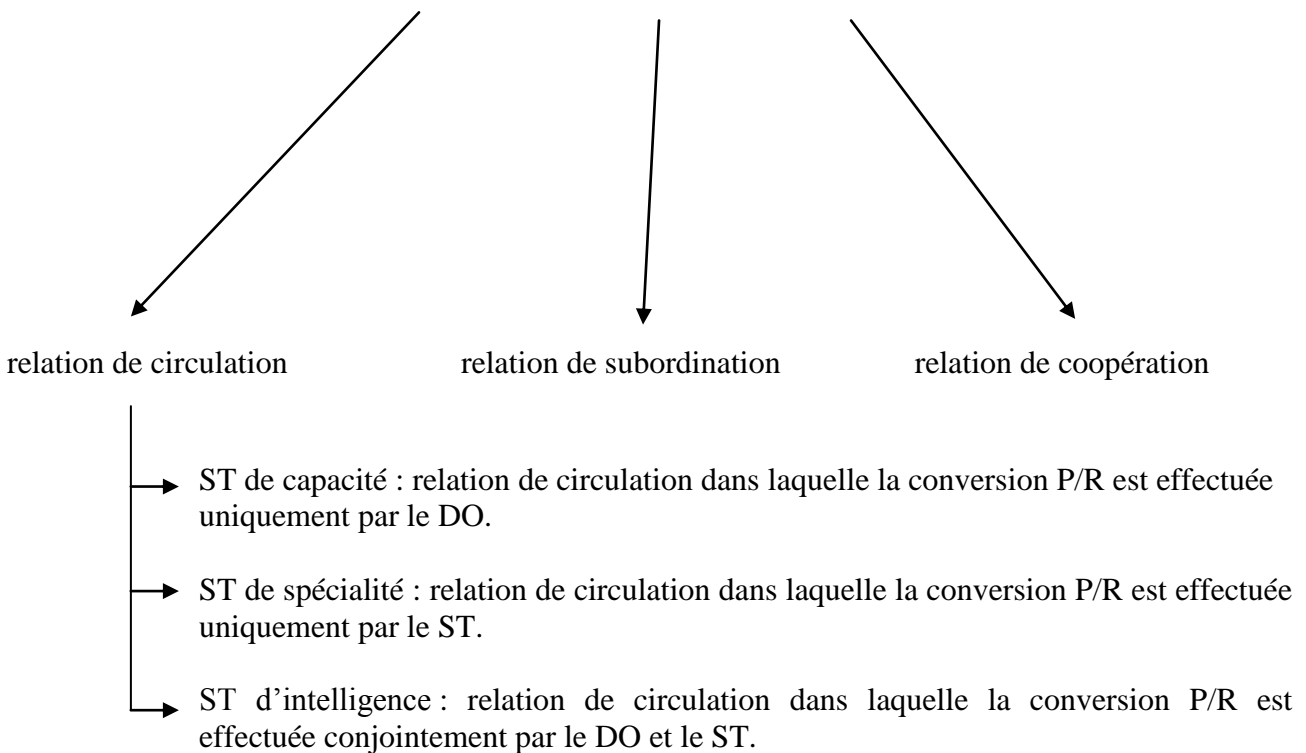 relation de circulation relation de subordination relation de coopération
ST de capacité : relation de circulation dans laquelle la conversion P/R est effectuée
uniquement par le DO.
ST de spécialité : relation de circulation dans laquelle la conversion P/R est effectuée
uniquement par le ST.
ST d’intelligence : relation de circulation dans laquelle la conversion P/R est
effectuée conjointement par le DO et le ST.